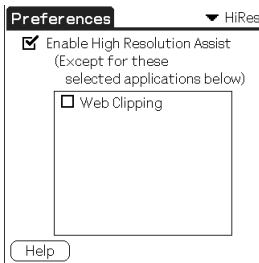 Preferences ▼ HiRes
Enable High Resolution Assist
(Except for these
selected applications below)
Web Clipping
Help